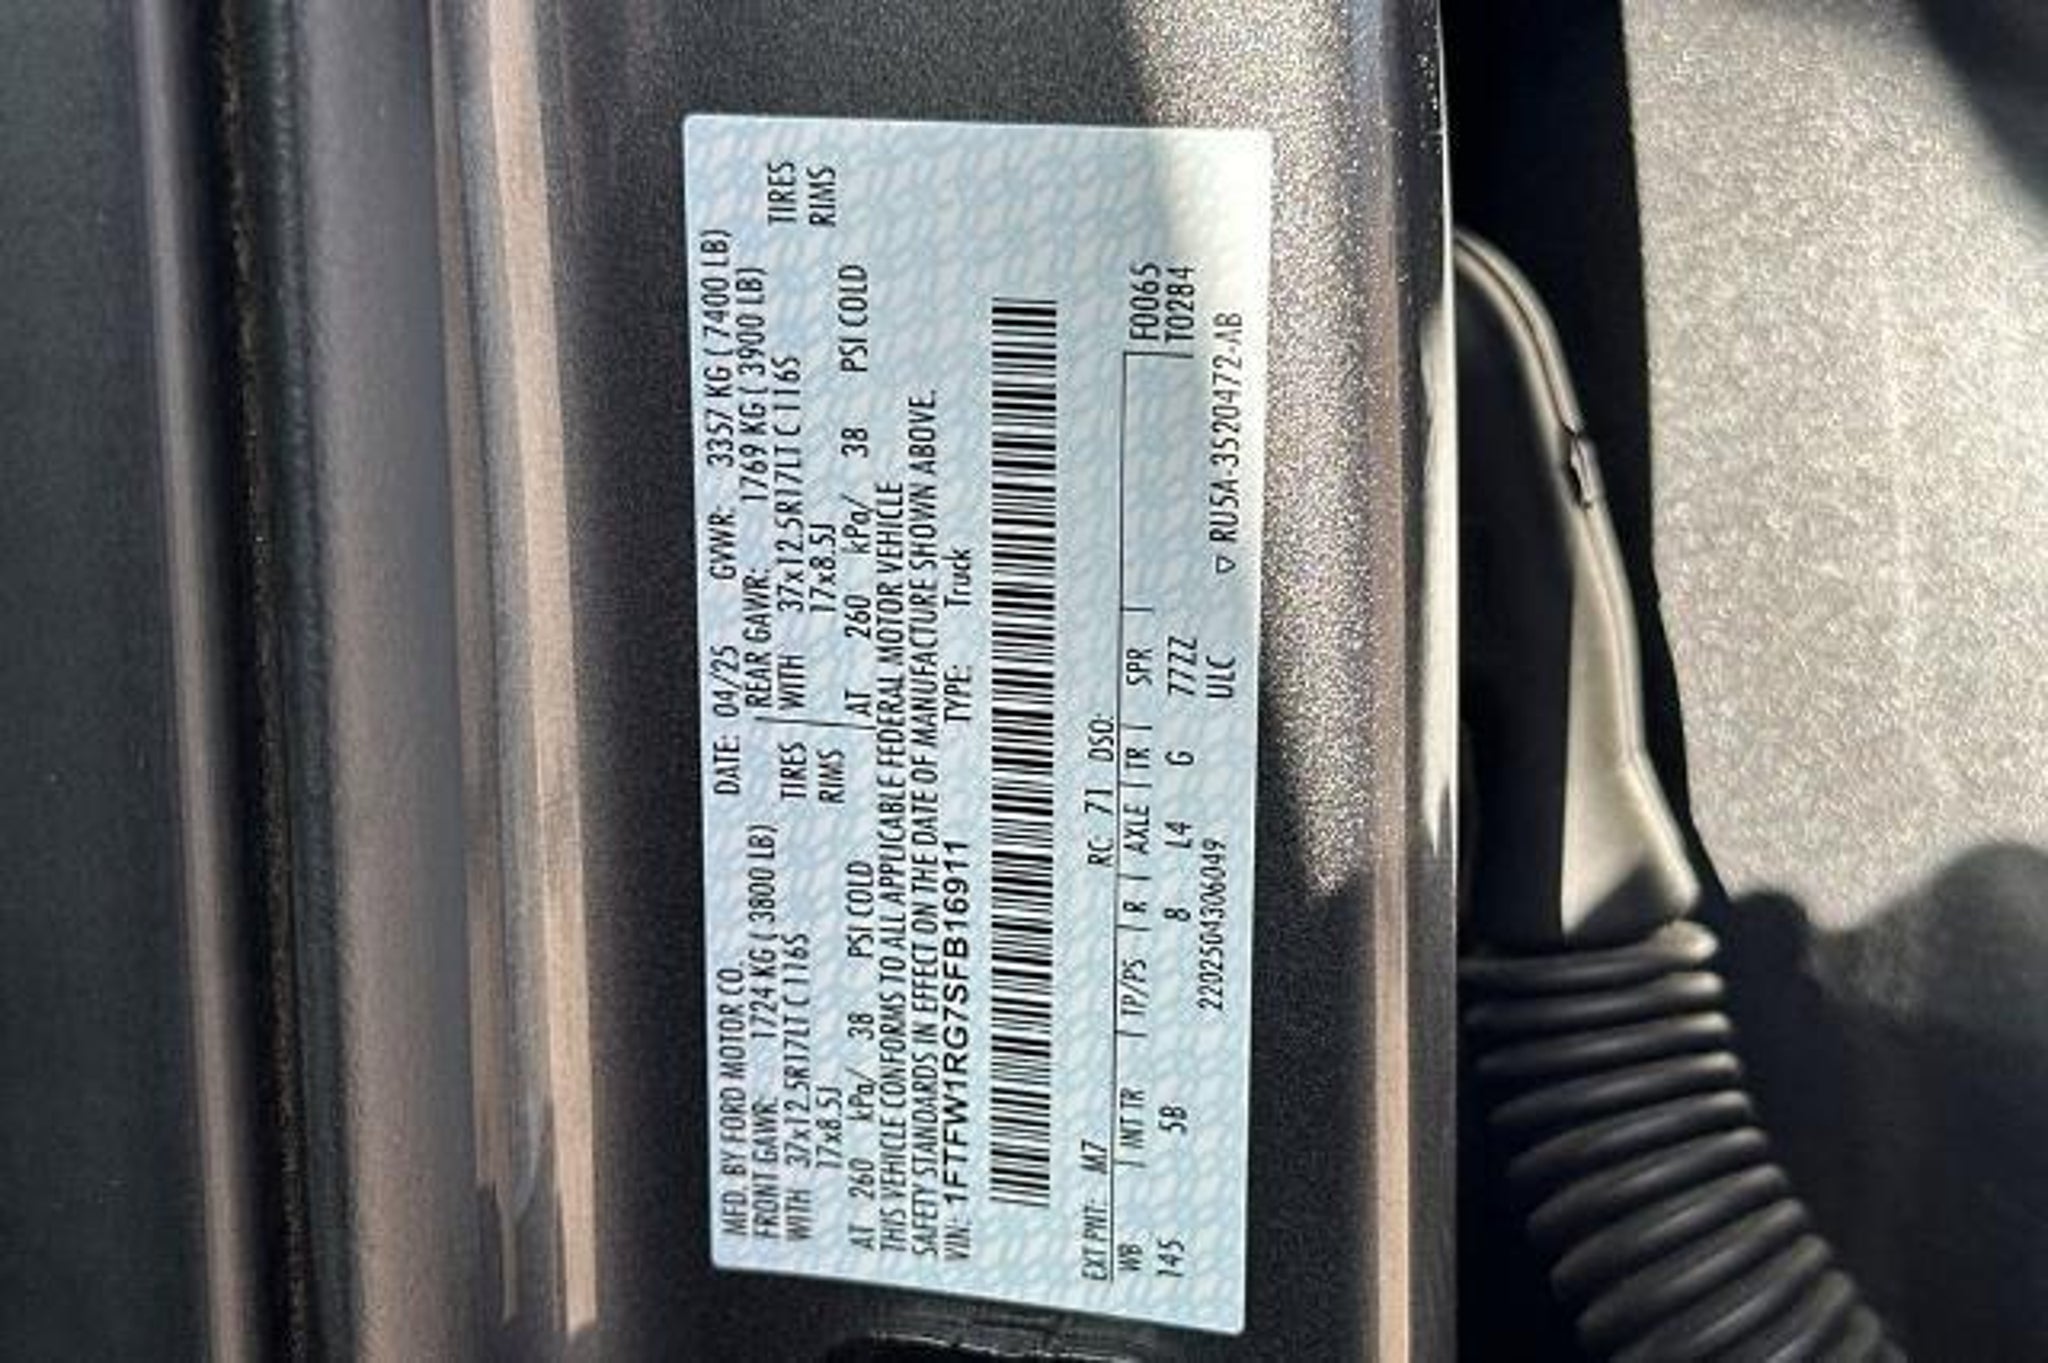 MFD. BY FORD MOTOR CO. DATE: 04/25 GVWR: 3357 KG ( 7400 LB)
FRONT GAWR: 1724 KG ( 3800 LB) REAR GAWR: 1769 KG ( 3900 LB)
WITH 37x12.5R17LT C 116S TIRES WITH 37x12.5R17LT C 116S TIRES
17x8.5J RIMS 17x8.5J RIMS
AT 260 kPa/ 38 PSI COLD AT 260 kPa/ 38 PSI COLD
THIS VEHICLE CONFORMS TO ALL APPLICABLE FEDERAL MOTOR VEHICLE
SAFETY STANDARDS IN EFFECT ON THE DATE OF MANUFACTURE SHOWN ABOVE.
VIN: 1FTFW1RG7SFB16911 TYPE: Truck
EXT PNT: M7 RC: 71 DSO:
WB INT TR TP/PS R AXLE TR SPR F0065
145 5B 8 L4 G 77ZZ T0284
2202504306049 ULC ▽ RU5A-3520472-AB